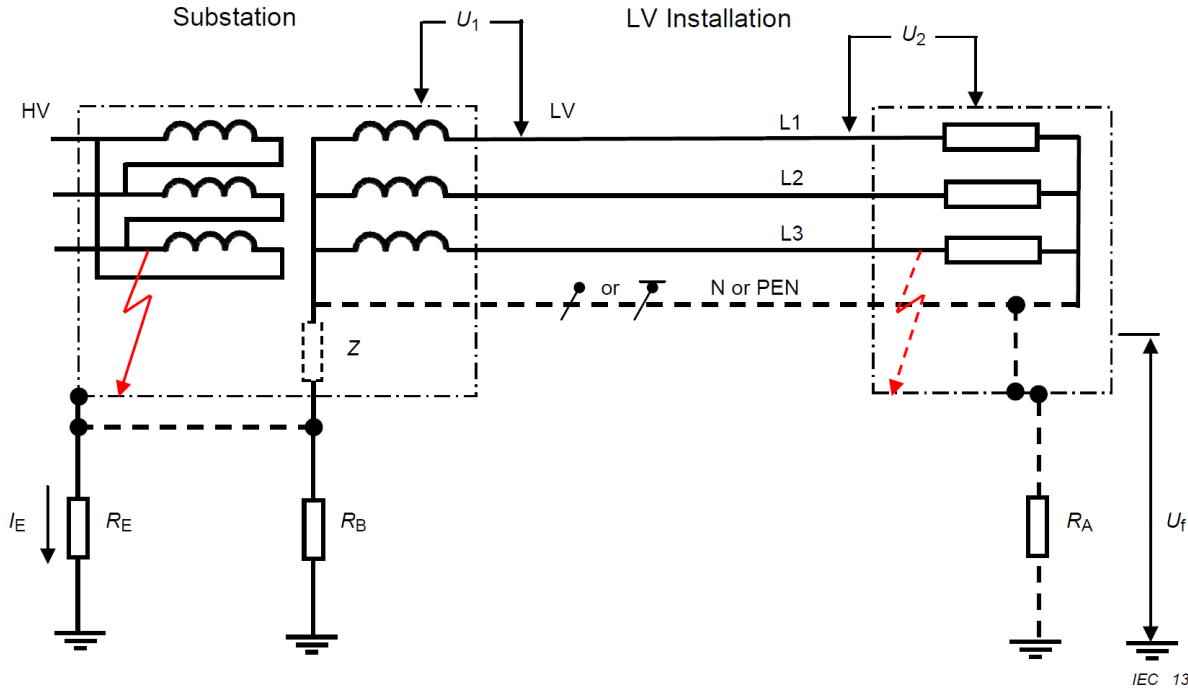 Substation
U1
LV Installation
U2
HV
LV
L1
L2
L3
or
N or PEN
Z
IE
RE
RB
RA
Uf
IEC 13